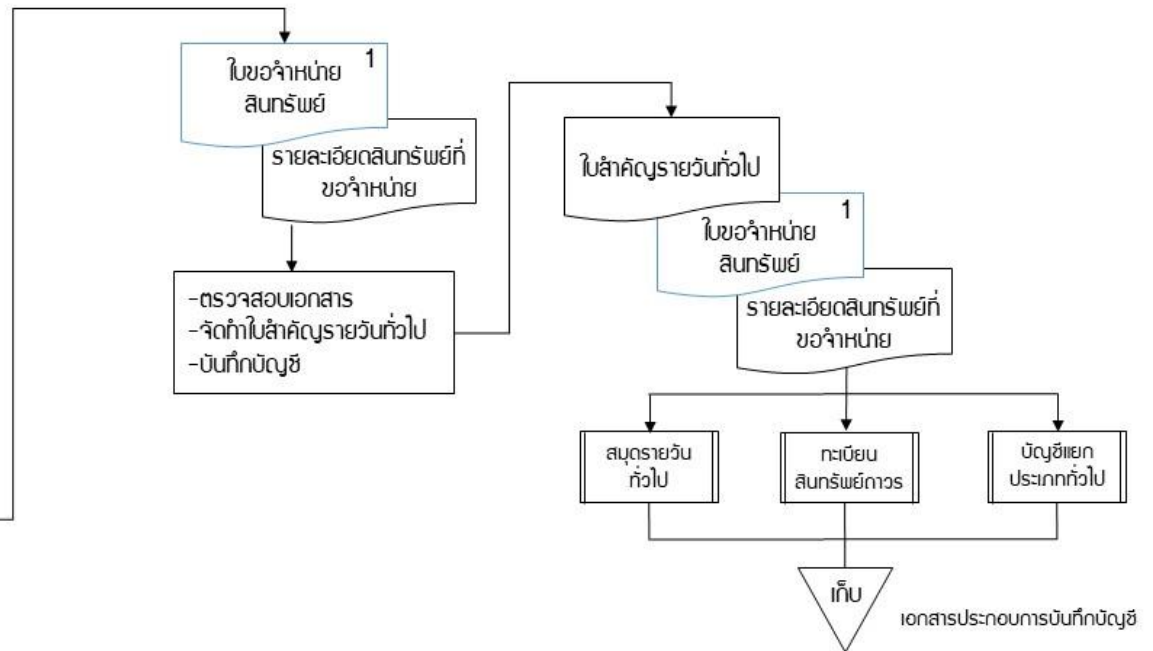 ใบขอจำหน่าย
สินทรัพย์
1
รายละเอียดสินทรัพย์ที่
ขอจำหน่าย
-ตรวจสอบเอกสาร
-จัดทำใบสำคัญรายวันทั่วไป
-บันทึกบัญชี
ใบสำคัญรายวันทั่วไป
1
ใบขอจำหน่าย
สินทรัพย์
รายละเอียดสินทรัพย์ที่
ขอจำหน่าย
สมุดรายวัน
ทั่วไป
ทะเบียน
สินทรัพย์ถาวร
บัญชีแยก
ประเภททั่วไป
เก็บ
เอกสารประกอบการบันทึกบัญชี